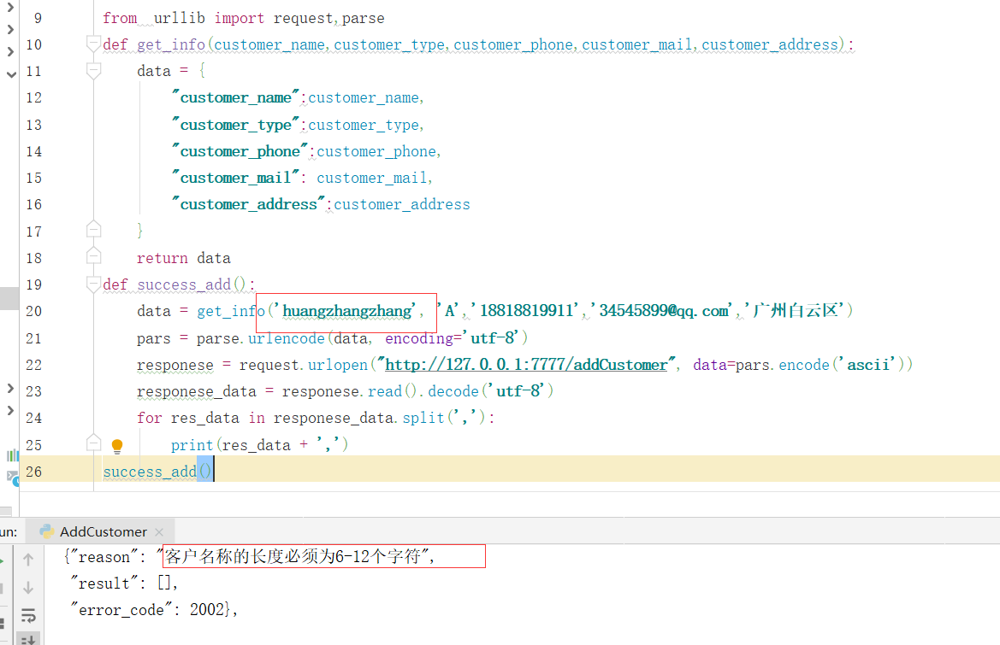 9 from  urllib import request,parse
10 def get_info(customer_name,customer_type,customer_phone,customer_mail,customer_address):
11 data = {
12 "customer_name":customer_name,
13 "customer_type":customer_type,
14 "customer_phone":customer_phone,
15 "customer_mail": customer_mail,
16 "customer_address":customer_address
17 }
18 return data
19 def success_add():
20 data = get_info('huangzhangzhang', 'A','18818819911','34545899@qq.com','广州白云区')
21 pars = parse.urlencode(data, encoding='utf-8')
22 responese = request.urlopen("http://127.0.0.1:7777/addCustomer", data=pars.encode('ascii'))
23 responese_data = responese.read().decode('utf-8')
24 for res_data in responese_data.split(','):
25 print(res_data + ',')
26 success_add()
un: AddCustomer
{"reason": "客户名称的长度必须为6-12个字符",
"result": [],
"error_code": 2002},